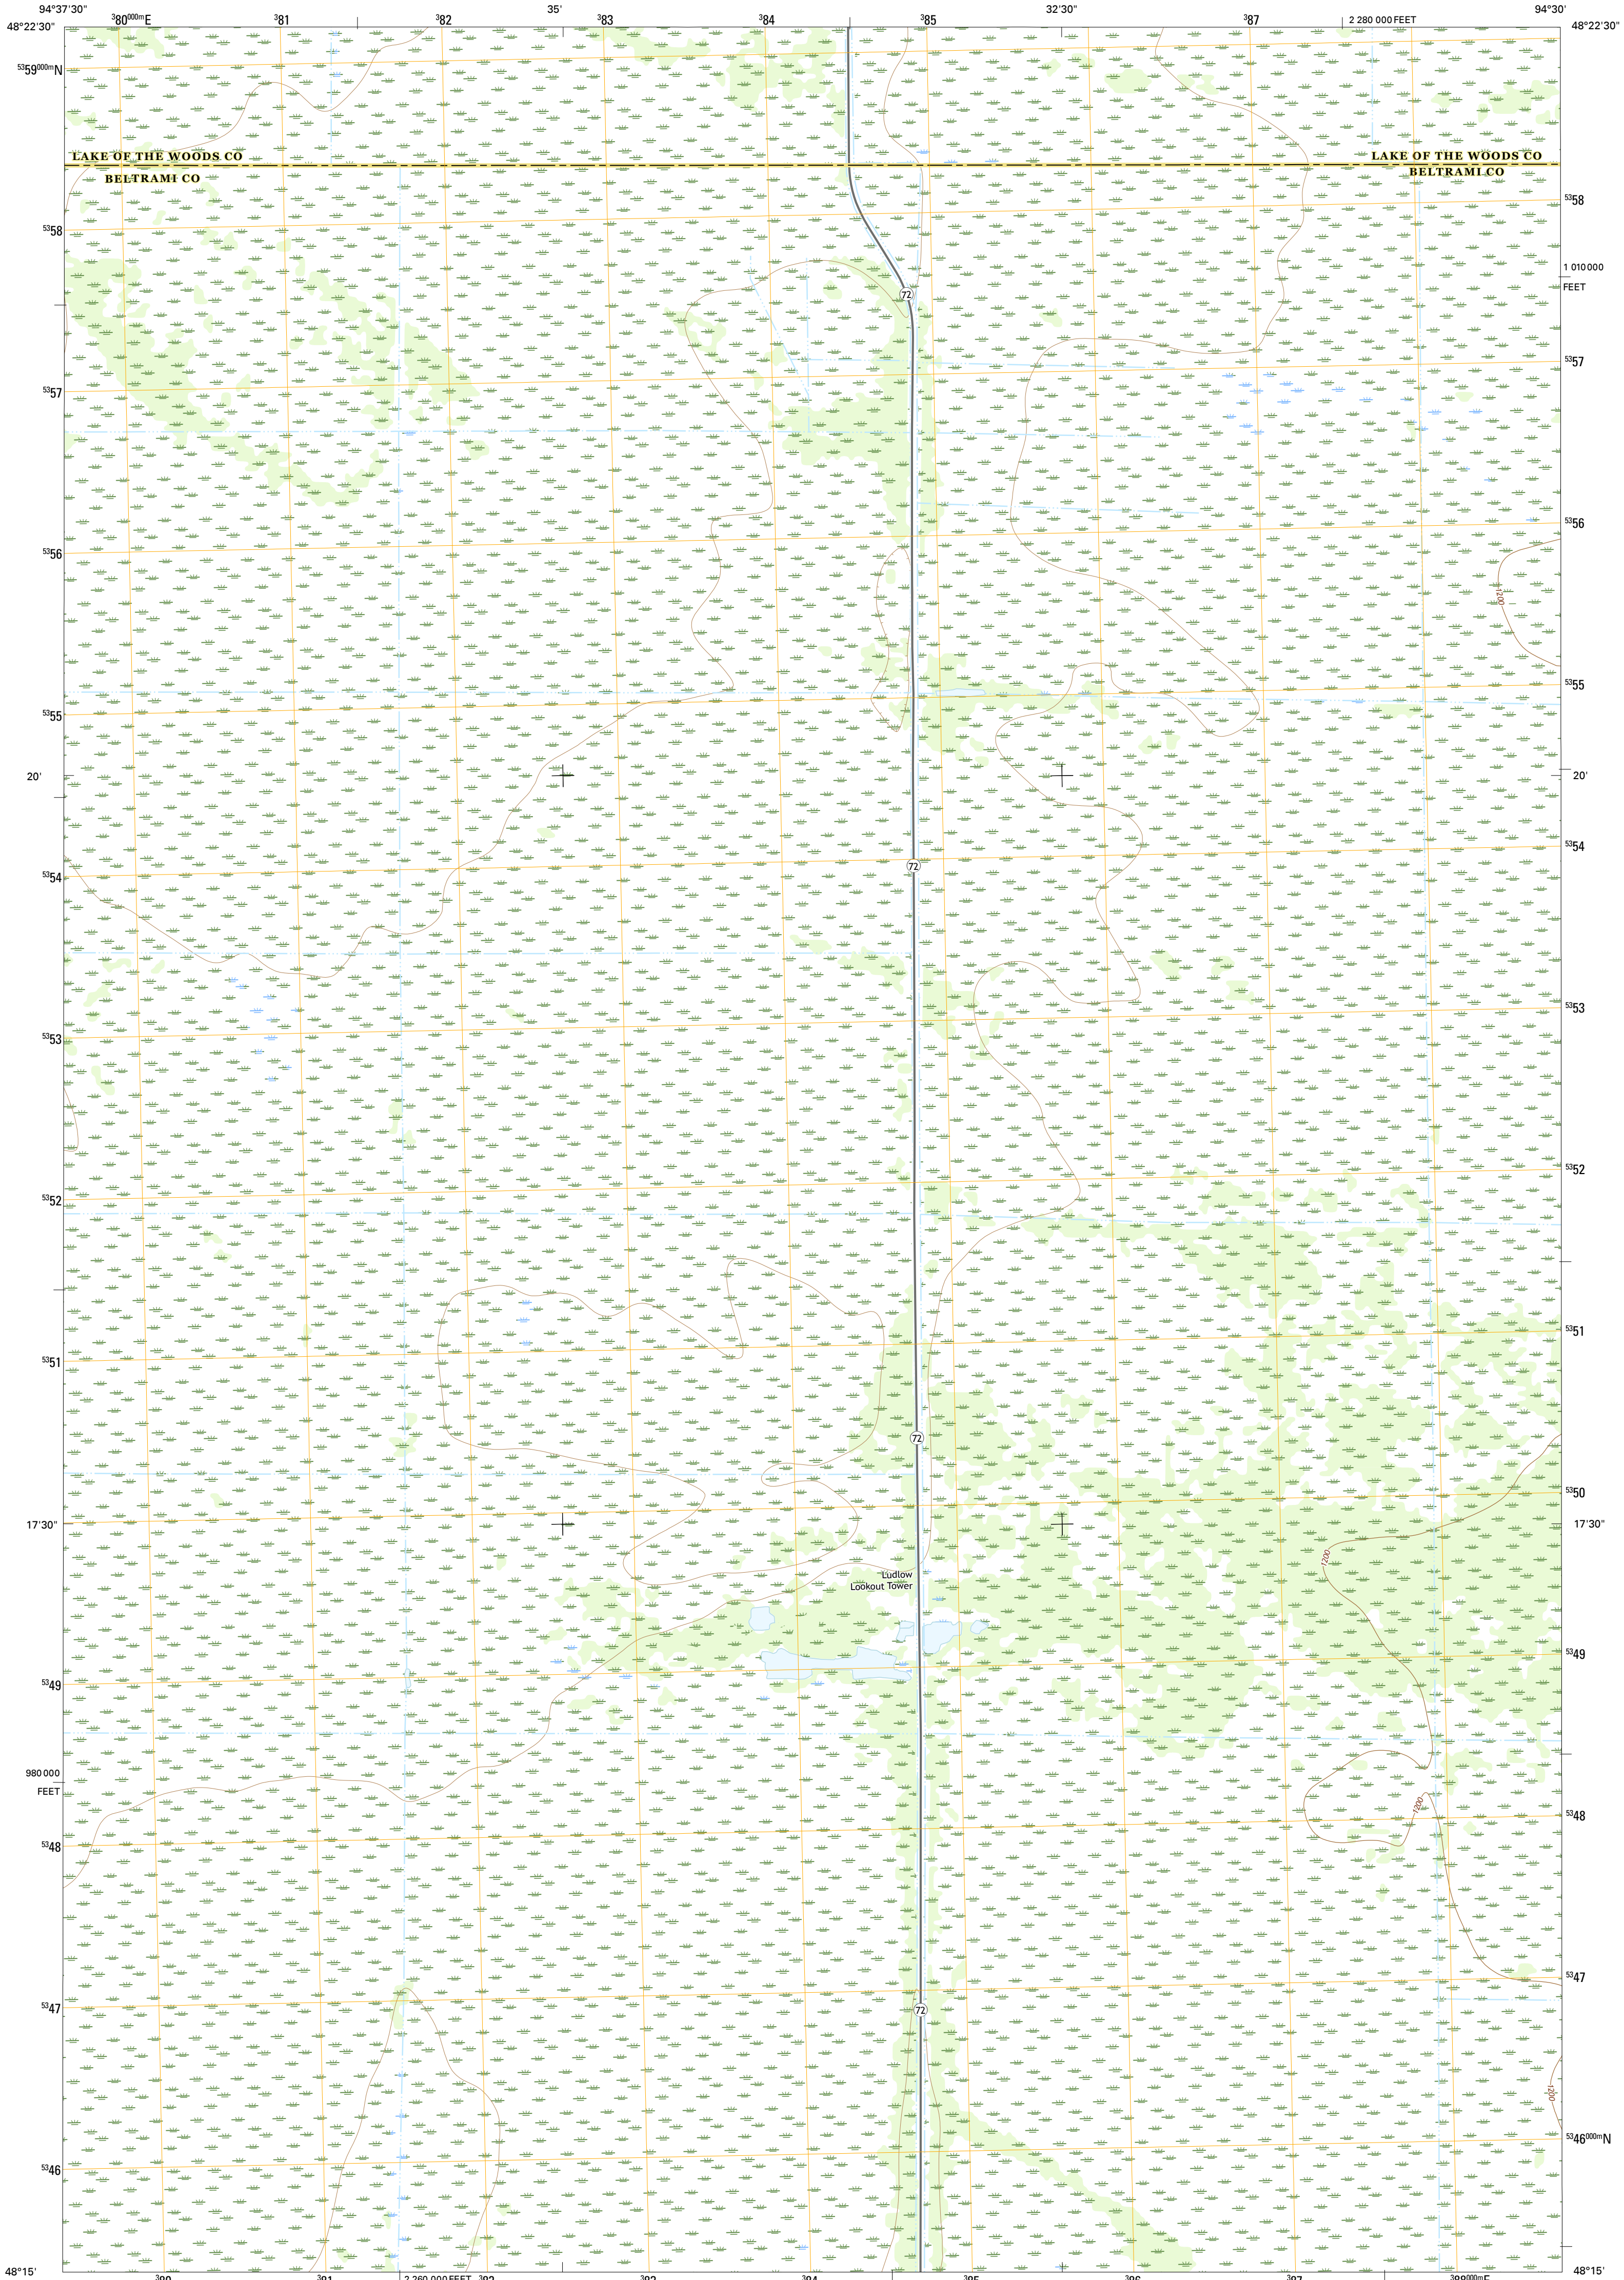 94°37'30" 380000mE 381 35' 382 383 384 385 32'30" 387 2 280 000 FEET 94°30'
48°22'30" 48°22'30"
5359000mN
LAKE OF THE WOODS CO LAKE OF THE WOODS CO
BELTRAMI CO BELTRAMI CO
5358 5358
1 010 000
FEET
72
5357 5357
5356 5356
1200
5355 5355
20' 20'
5354 5354
72
5353 5353
5352 5352
5351 5351
72
5350
17'30" 17'30"
1200
Ludlow
Lookout Tower
5349 5349
980 000
FEET
1200
5348 5348
5347 5347
72
1200
5346 5346000mN
48°15' 48°15'
2 260 000 FEET